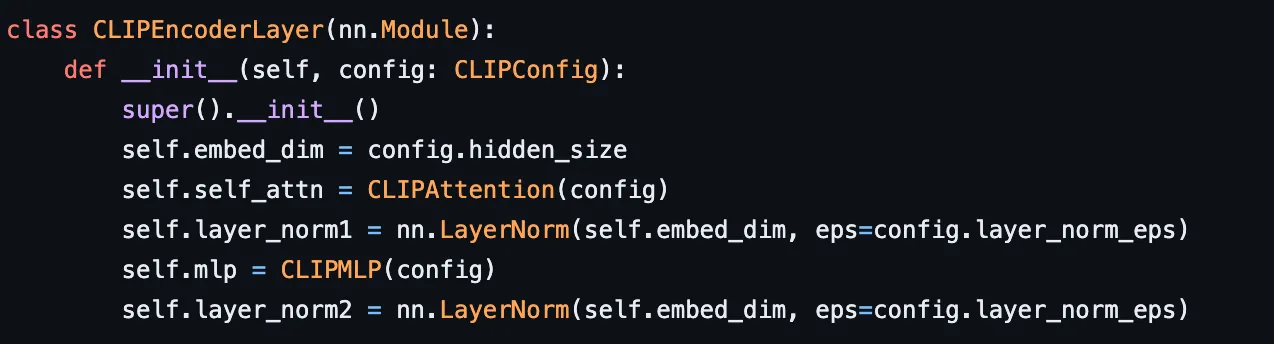 class CLIPEncoderLayer(nn.Module):
    def __init__(self, config: CLIPConfig):
        super().__init__()
        self.embed_dim = config.hidden_size
        self.self_attn = CLIPAttention(config)
        self.layer_norm1 = nn.LayerNorm(self.embed_dim, eps=config.layer_norm_eps)
        self.mlp = CLIPMLP(config)
        self.layer_norm2 = nn.LayerNorm(self.embed_dim, eps=config.layer_norm_eps)